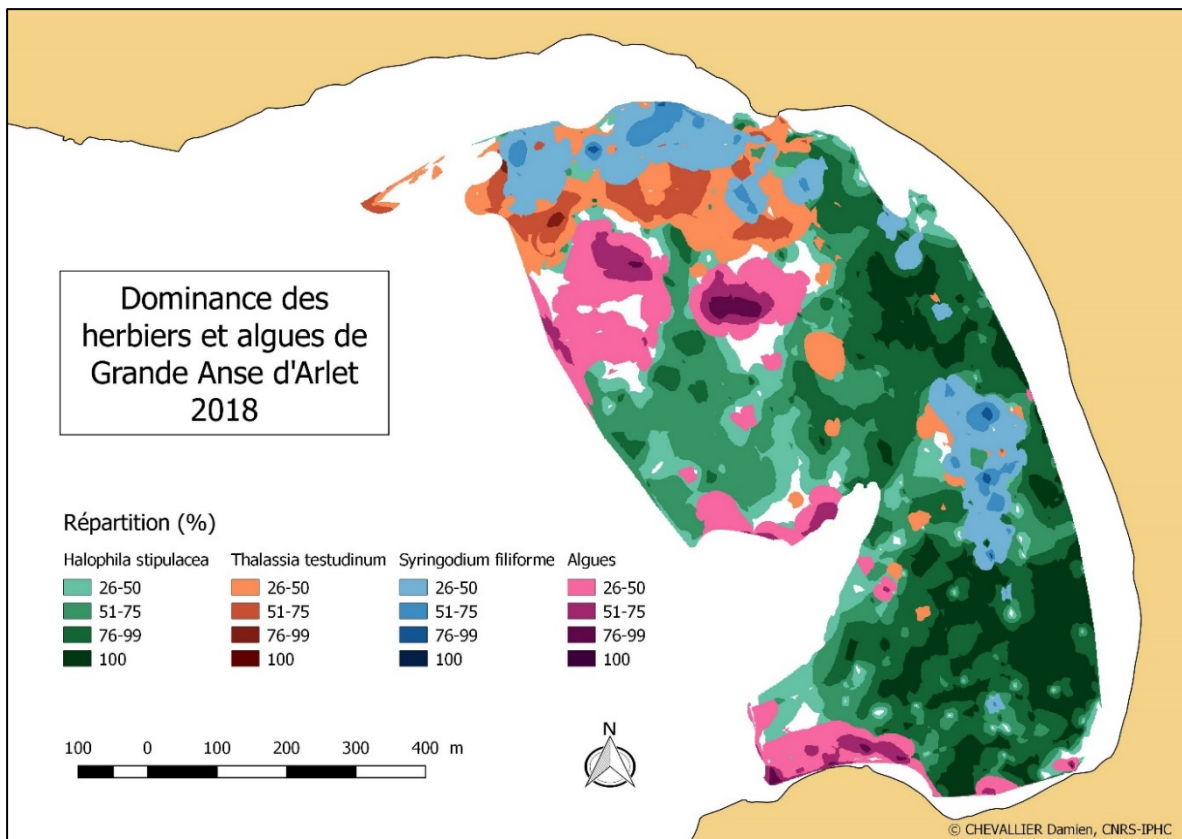 Dominance des
herbiers et algues de
Grande Anse d'Arlet
2018
Répartition (%)
Halophila stipulacea Thalassia testudinum Syringodium filiforme Algues
26-50 26-50 26-50 26-50
51-75 51-75 51-75 51-75
76-99 76-99 76-99 76-99
100 100 100 100
100 0 100 200 300 400 m
N
© CHEVALLIER Damien, CNRS-IPHC